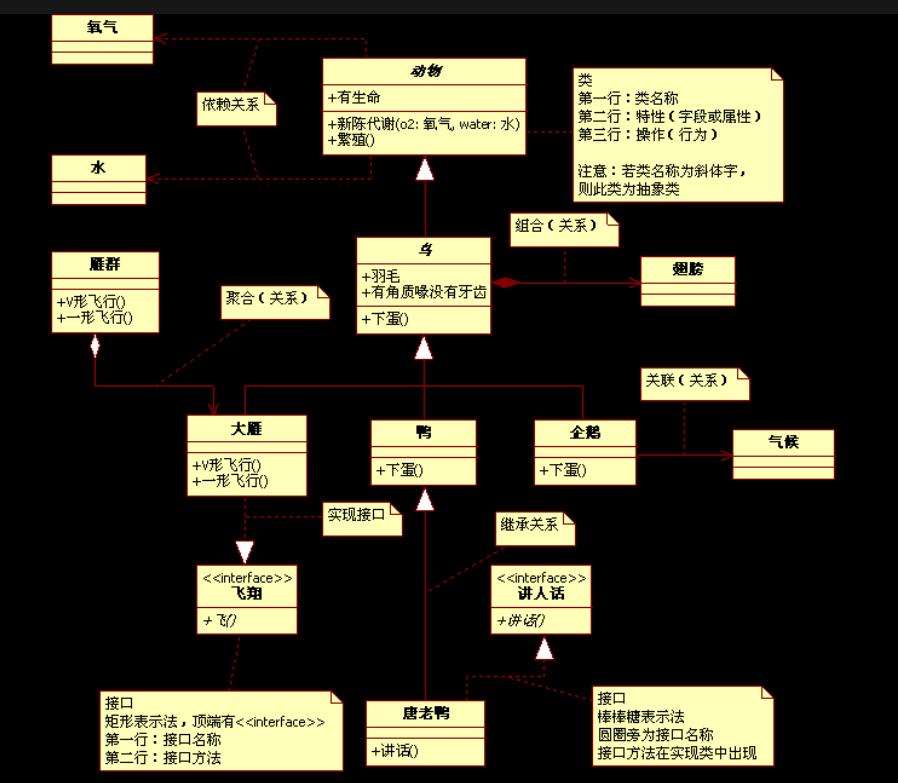 氧气
动物
+有生命
+新陈代谢(o2: 氧气, water: 水)
+繁殖()
类
第一行：类名称
第二行：特性（字段或属性）
第三行：操作（行为）
注意：若类名称为斜体字，
则此类为抽象类
依赖关系
水
组合（关系）
鸟
+羽毛
+有角质喙没有牙齿
+下蛋()
翅膀
雁群
+V形飞行()
+一形飞行()
聚合（关系）
关联（关系）
大雁
+V形飞行()
+一形飞行()
鸭
+下蛋()
企鹅
+下蛋()
气候
实现接口
继承关系
<<interface>>
飞翔
+飞()
<<interface>>
讲人话
+讲话()
接口
矩形表示法，顶端有<<interface>>
第一行：接口名称
第二行：接口方法
唐老鸭
+讲话()
接口
棒棒糖表示法
圆圈旁为接口名称
接口方法在实现类中出现